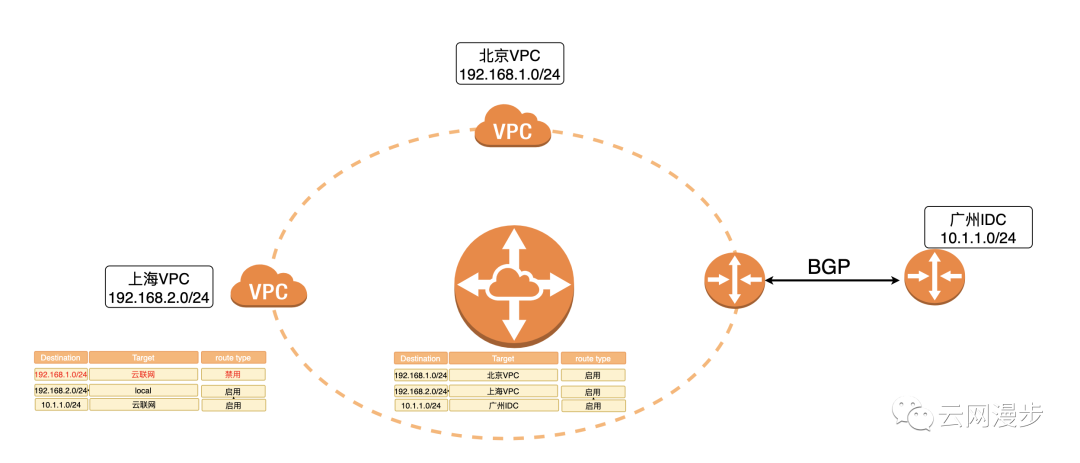 北京VPC
192.168.1.0/24
VPC
广州IDC
10.1.1.0/24
BGP
上海VPC
192.168.2.0/24
VPC
Destination Target route type
192.168.1.0/24 云联网 禁用
192.168.2.0/24 local 启用
10.1.1.0/24 云联网 启用
Destination Target route type
192.168.1.0/24 北京VPC 启用
192.168.2.0/24 上海VPC 启用
10.1.1.0/24 广州IDC 启用
云网漫步